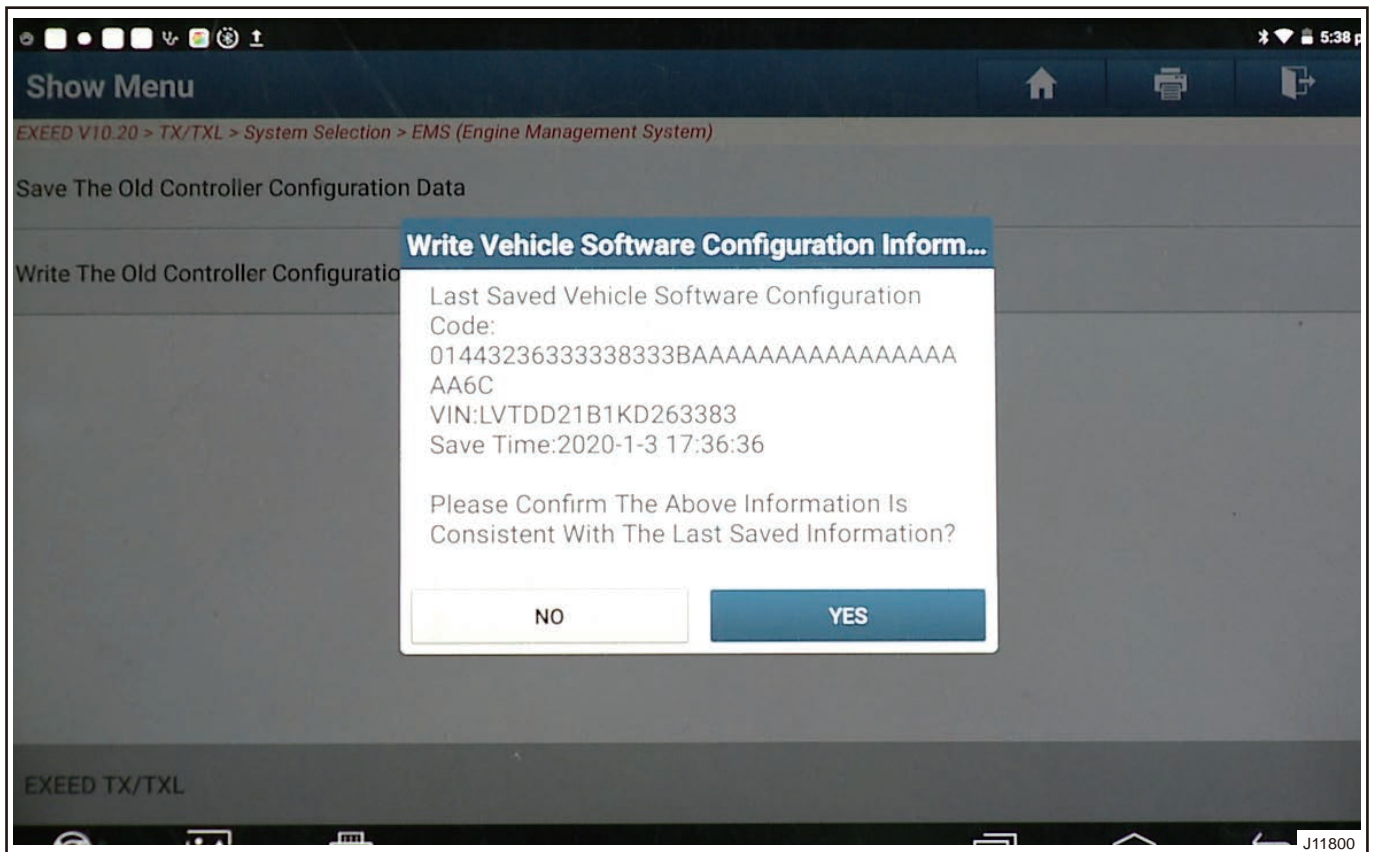 5:38 p
Show Menu
EXEED V10.20 > TX/TXL > System Selection > EMS (Engine Management System)
Save The Old Controller Configuration Data
Write The Old Controller Configuratio
Write Vehicle Software Configuration Inform...
Last Saved Vehicle Software Configuration
Code:
01443236333338333BAAAAAAAAAAAAAAAAA
AA6C
VIN:LVTDD21B1KD263383
Save Time:2020-1-3 17:36:36
Please Confirm The Above Information Is
Consistent With The Last Saved Information?
NO
YES
EXEED TX/TXL
J11800